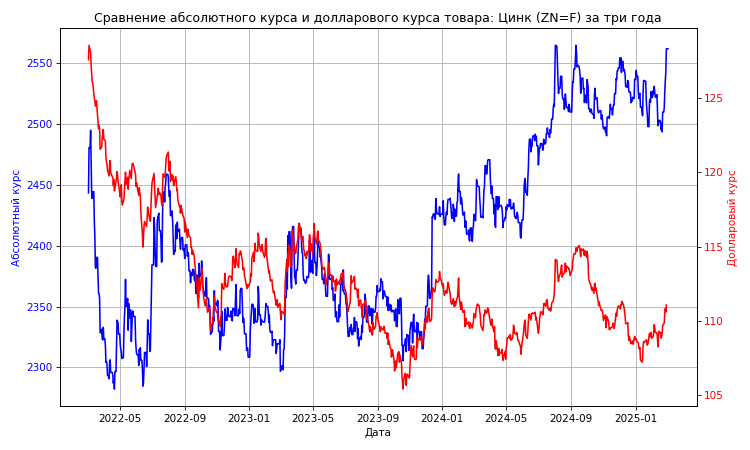 Сравнение абсолютного курса и долларового курса товара: Цинк (ZN=F) за три года
Абсолютный курс
2550
2500
2450
2400
2350
2300
125
120
115
110
105
Долларовый курс
2022-05 2022-09 2023-01 2023-05 2023-09 2024-01 2024-05 2024-09 2025-01
Дата